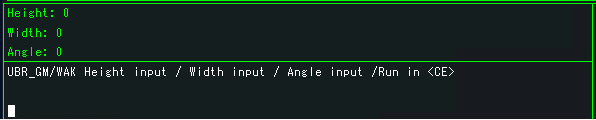 Height: 0
Width: 0
Angle: 0
UBR_GM/WAK Height input / Width input / Angle input /Run in <CE>